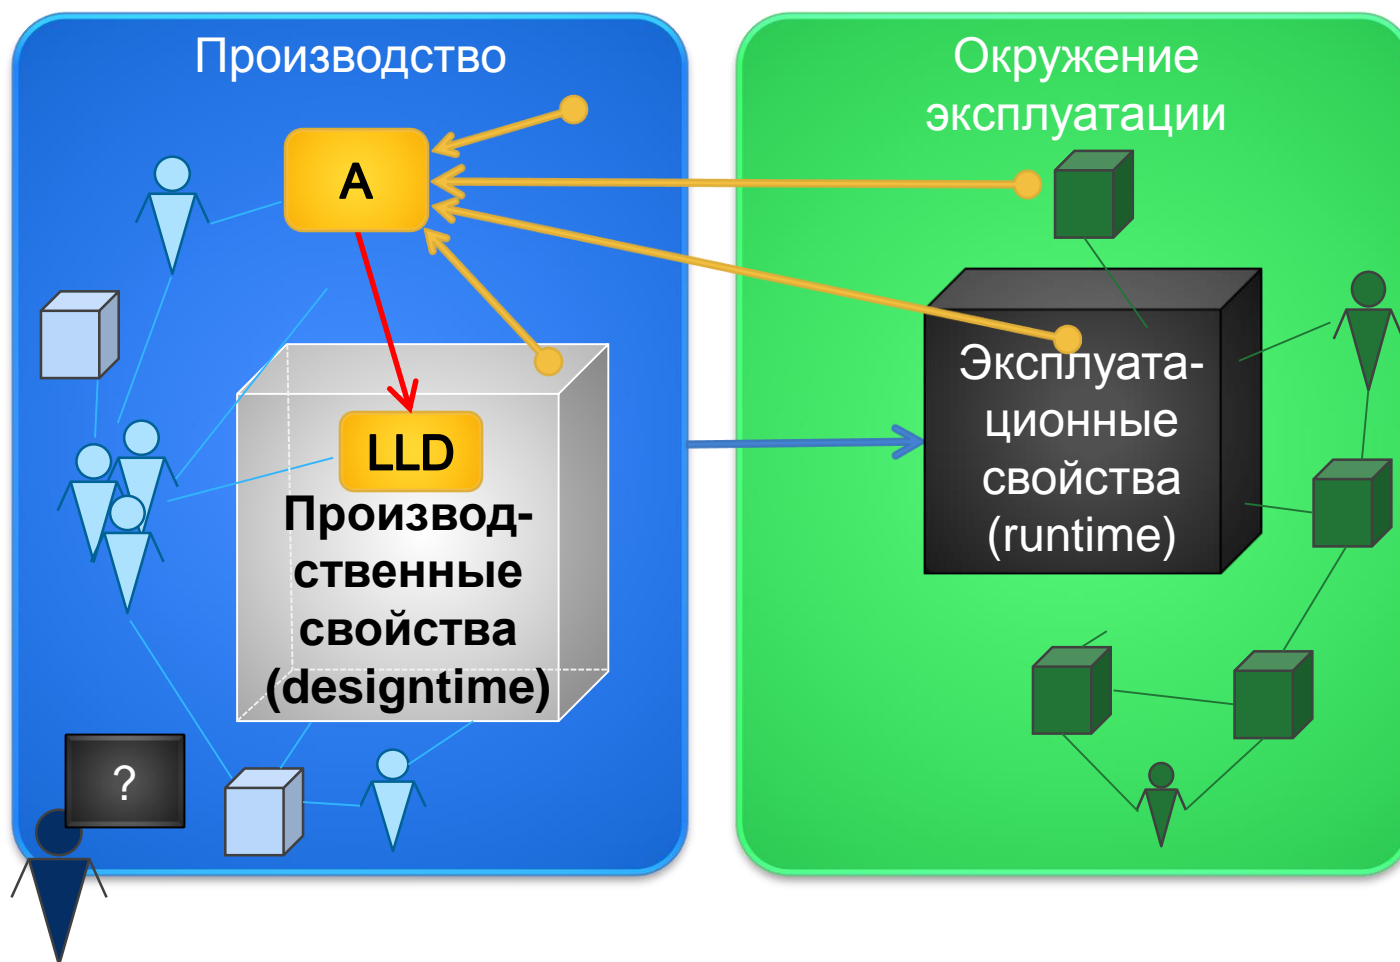 Производство
A
LLD
Производ-
ственные
свойства
(designtime)
?
Окружение
эксплуатации
Эксплуата-
ционные
свойства
(runtime)